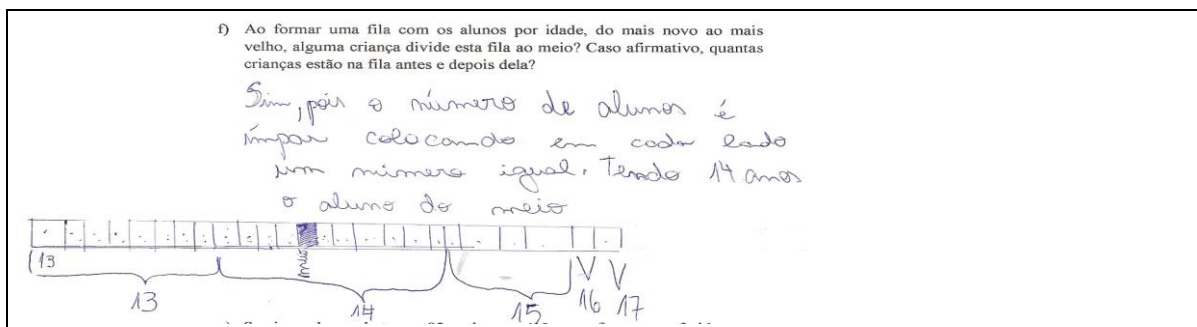 f) Ao formar uma fila com os alunos por idade, do mais novo ao mais
velho, alguma criança divide esta fila ao meio? Caso afirmativo, quantas
crianças estão na fila antes e depois dela?
Sim, pois o número de alunos é
ímpar colocando em cada lado
um número igual. Tendo 14 anos
o aluno do meio
meio
13
13 14 15 16 17